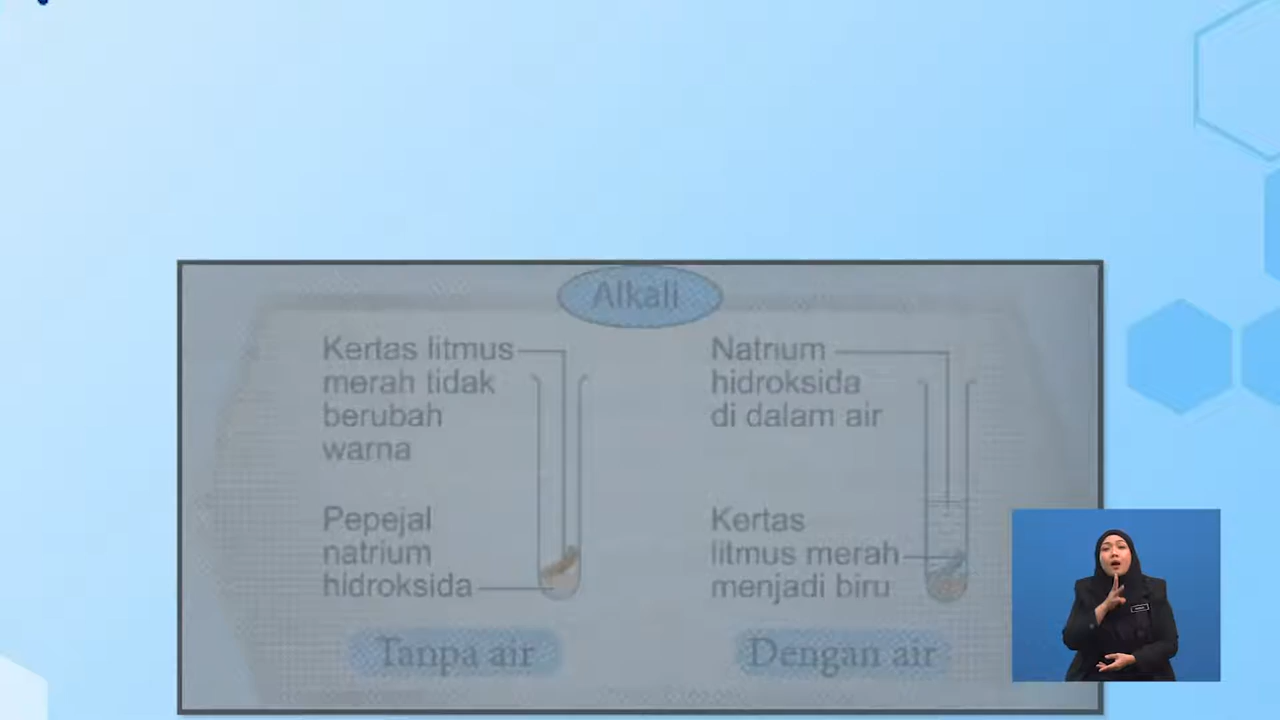 Alkali
Kertas litmus
merah tidak
berubah
warna
Pepejal
natrium
hidroksida
Tanpa air
Natrium
hidroksida
di dalam air
Kertas
litmus merah
menjadi biru
Dengan air